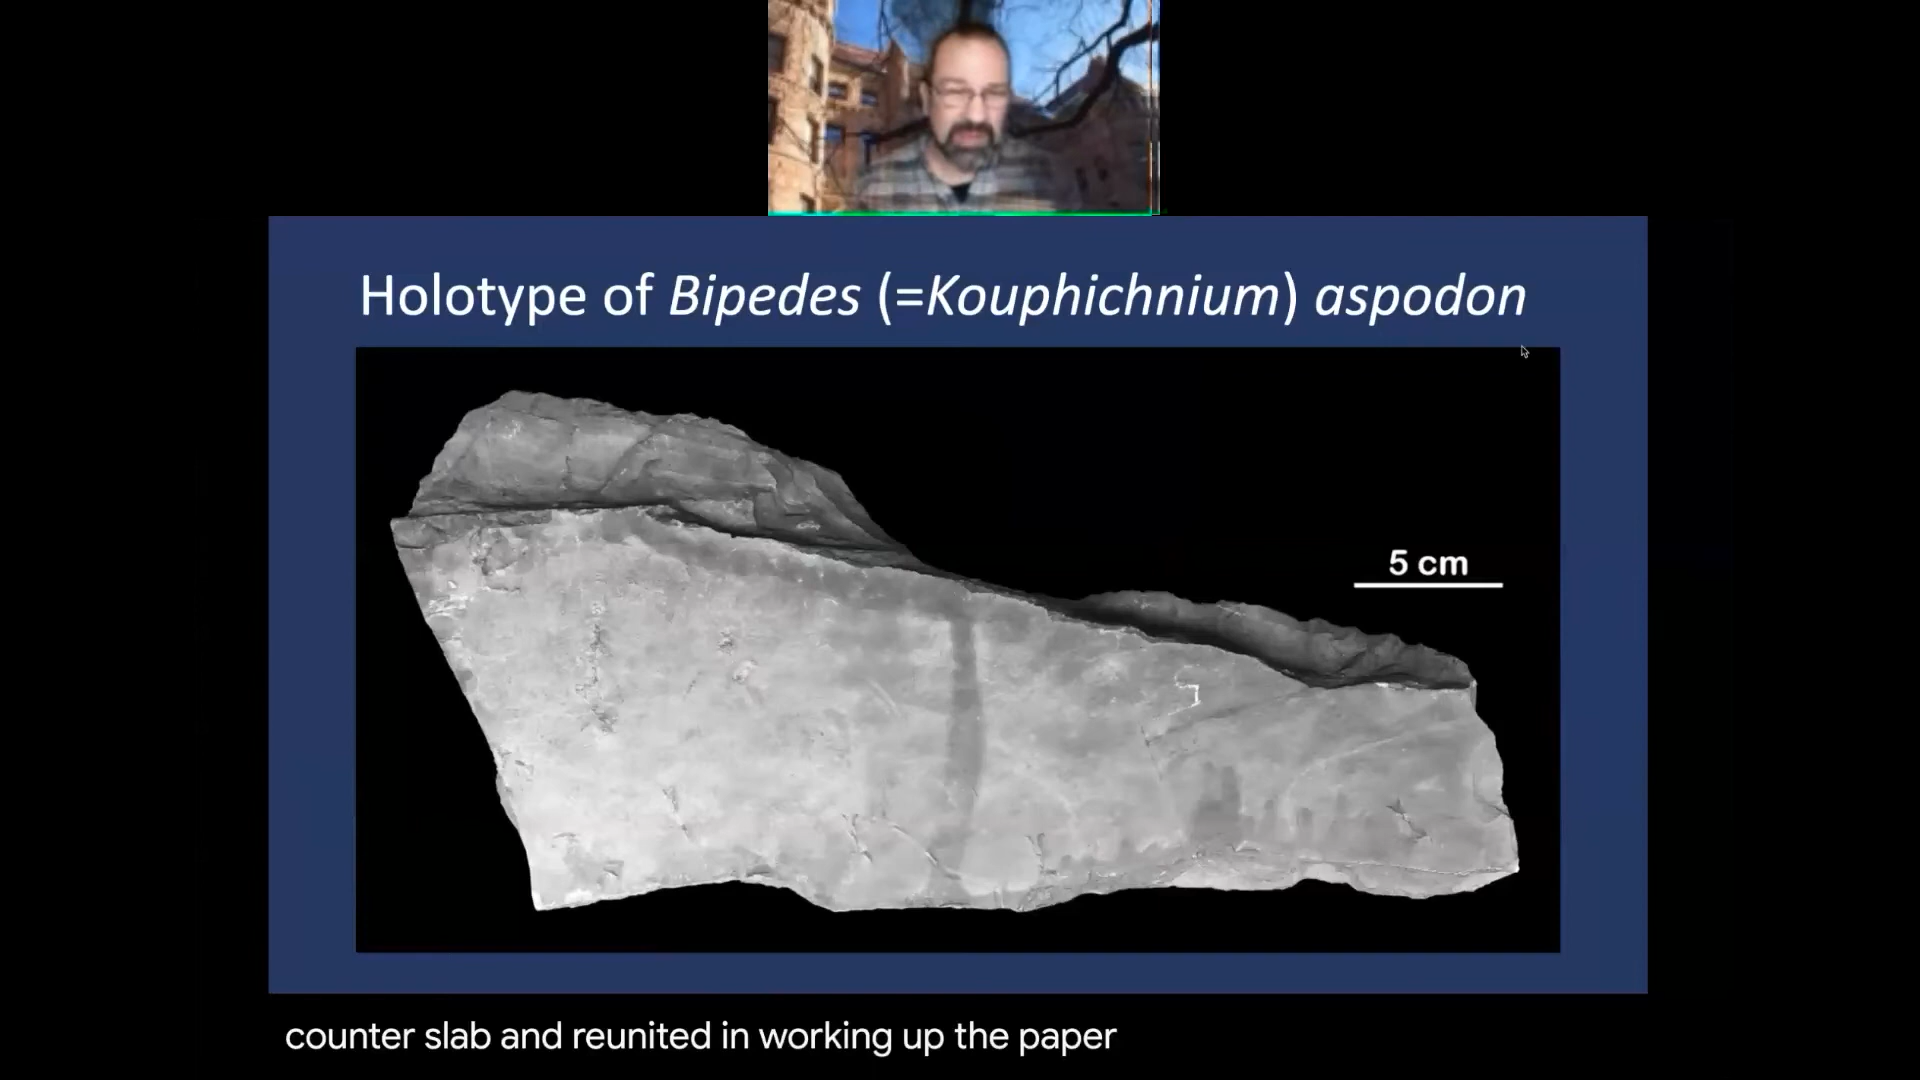 Holotype of Bipedes (=Kouphichnium) aspodon
5 cm
counter slab and reunited in working up the paper